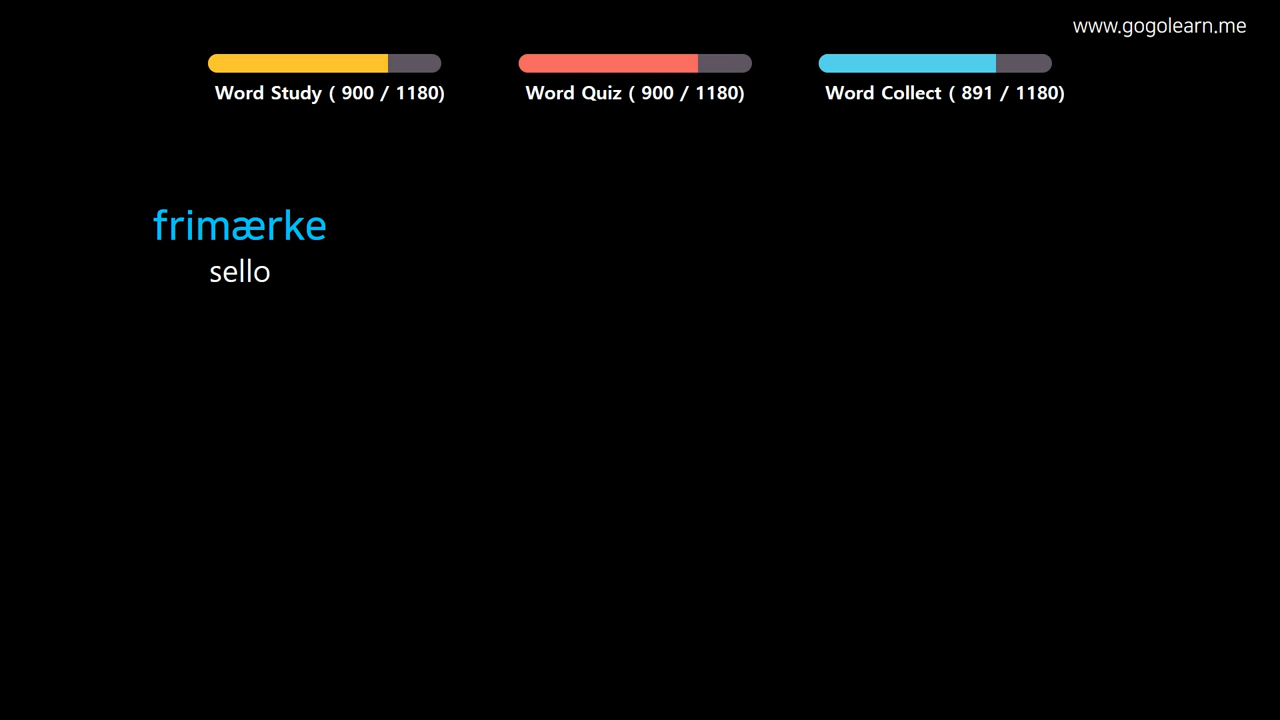 www.gogolearn.me
Word Study ( 900 / 1180)
Word Quiz ( 900 / 1180)
Word Collect ( 891 / 1180)
frimærke
sello